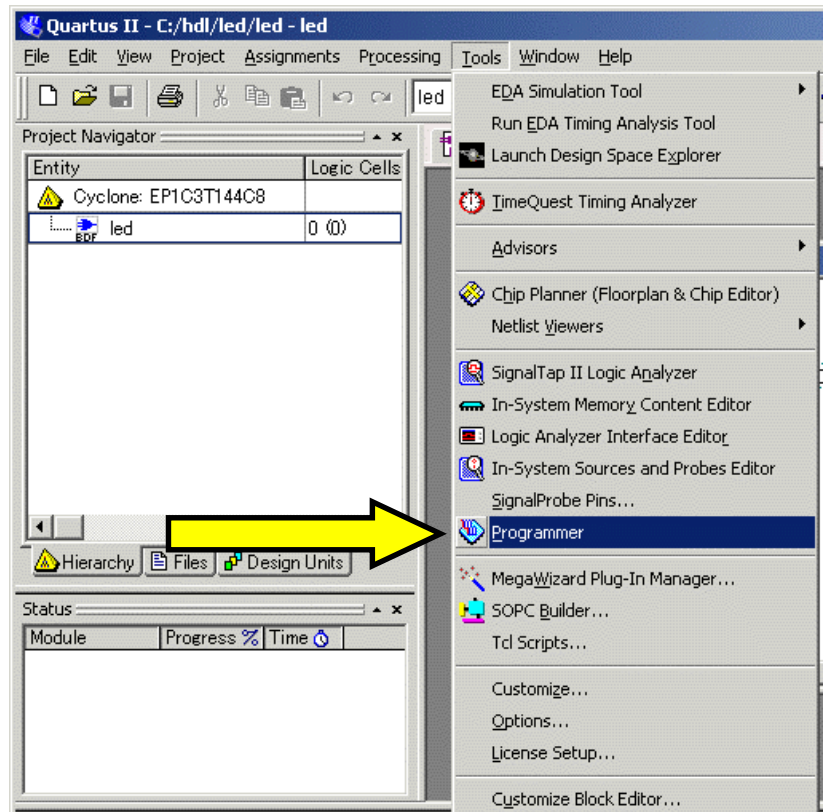 Quartus II - C:/hdl/led/led - led
File Edit View Project Assignments Processing Tools Window Help
led
Project Navigator
Entity Logic Cells
Cyclone: EP1C3T144C8
BDF led 0 (0)
Hierarchy Files Design Units
Status
Module Progress % Time
EDA Simulation Tool
Run EDA Timing Analysis Tool
Launch Design Space Explorer
TimeQuest Timing Analyzer
Advisors
Chip Planner (Floorplan & Chip Editor)
Netlist Viewers
SignalTap II Logic Analyzer
In-System Memory Content Editor
Logic Analyzer Interface Editor
In-System Sources and Probes Editor
SignalProbe Pins...
Programmer
MegaWizard Plug-In Manager...
SOPC Builder...
Tcl Scripts...
Customize...
Options...
License Setup...
Customize Block Editor...